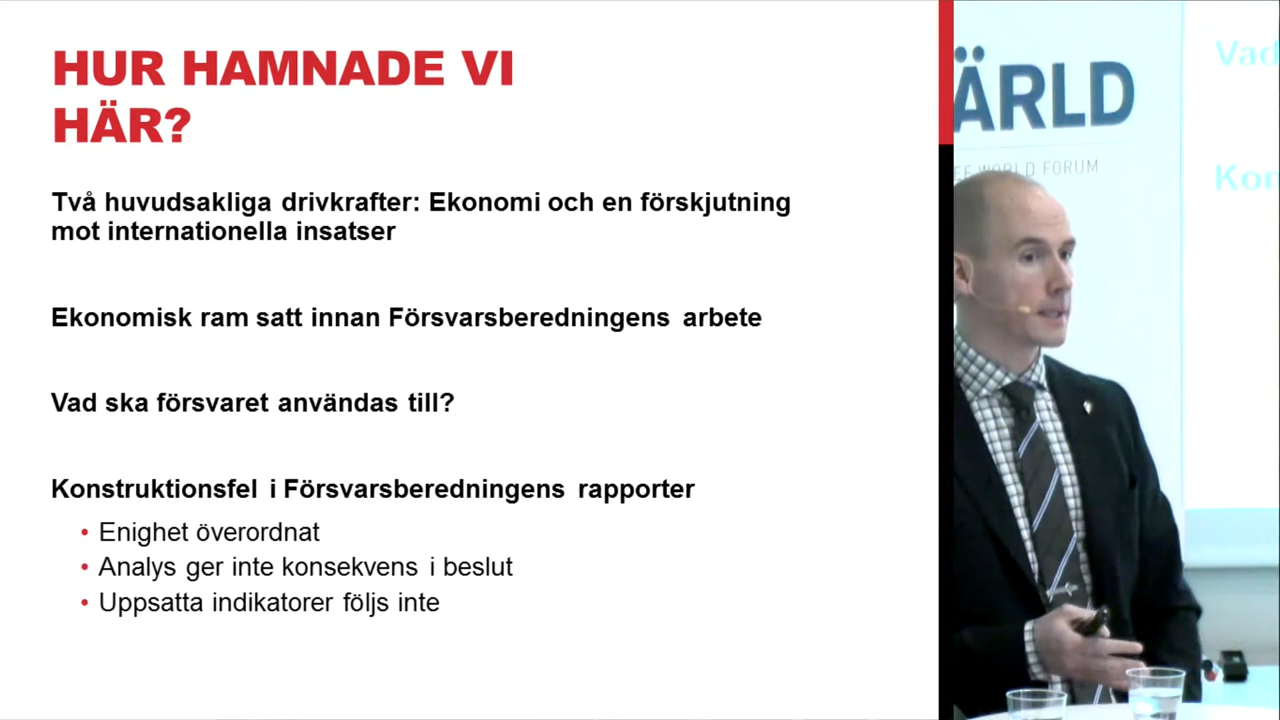 HUR HAMNADE VI
HÄR?
Två huvudsakliga drivkrafter: Ekonomi och en förskjutning
mot internationella insatser
Ekonomisk ram satt innan Försvarsberedningens arbete
Vad ska försvaret användas till?
Konstruktionsfel i Försvarsberedningens rapporter
• Enighet överordnat
• Analys ger inte konsekvens i beslut
• Uppsatta indikatorer följs inte
ÄRLD
WORLD FORUM
Vad
Kon